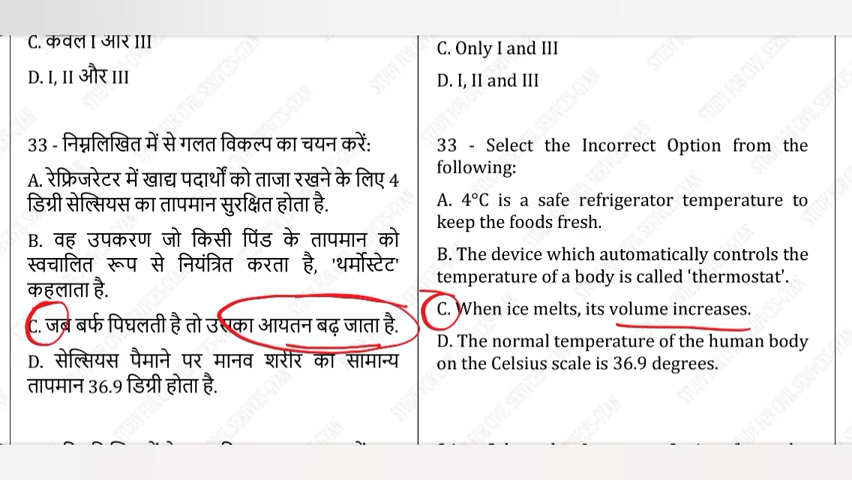 C. केवल I और III
D. I, II और III
33 - निम्नलिखित में से गलत विकल्प का चयन करें:
A. रेफ्रिजरेटर में खाद्य पदार्थों को ताजा रखने के लिए 4
डिग्री सेल्सियस का तापमान सुरक्षित होता है.
B. वह उपकरण जो किसी पिंड के तापमान को
स्वचालित रूप से नियंत्रित करता है, 'थर्मोस्टेट'
कहलाता है.
C. जब बर्फ पिघलती है तो उसका आयतन बढ़ जाता है.
D. सेल्सियस पैमाने पर मानव शरीर का सामान्य
तापमान 36.9 डिग्री होता है.
C. Only I and III
D. I, II and III
33 - Select the Incorrect Option from the
following:
A. 4°C is a safe refrigerator temperature to
keep the foods fresh.
B. The device which automatically controls the
temperature of a body is called 'thermostat'.
C. When ice melts, its volume increases.
D. The normal temperature of the human body
on the Celsius scale is 36.9 degrees.
STUDY FOR CIVIL SERVICES-GYAN